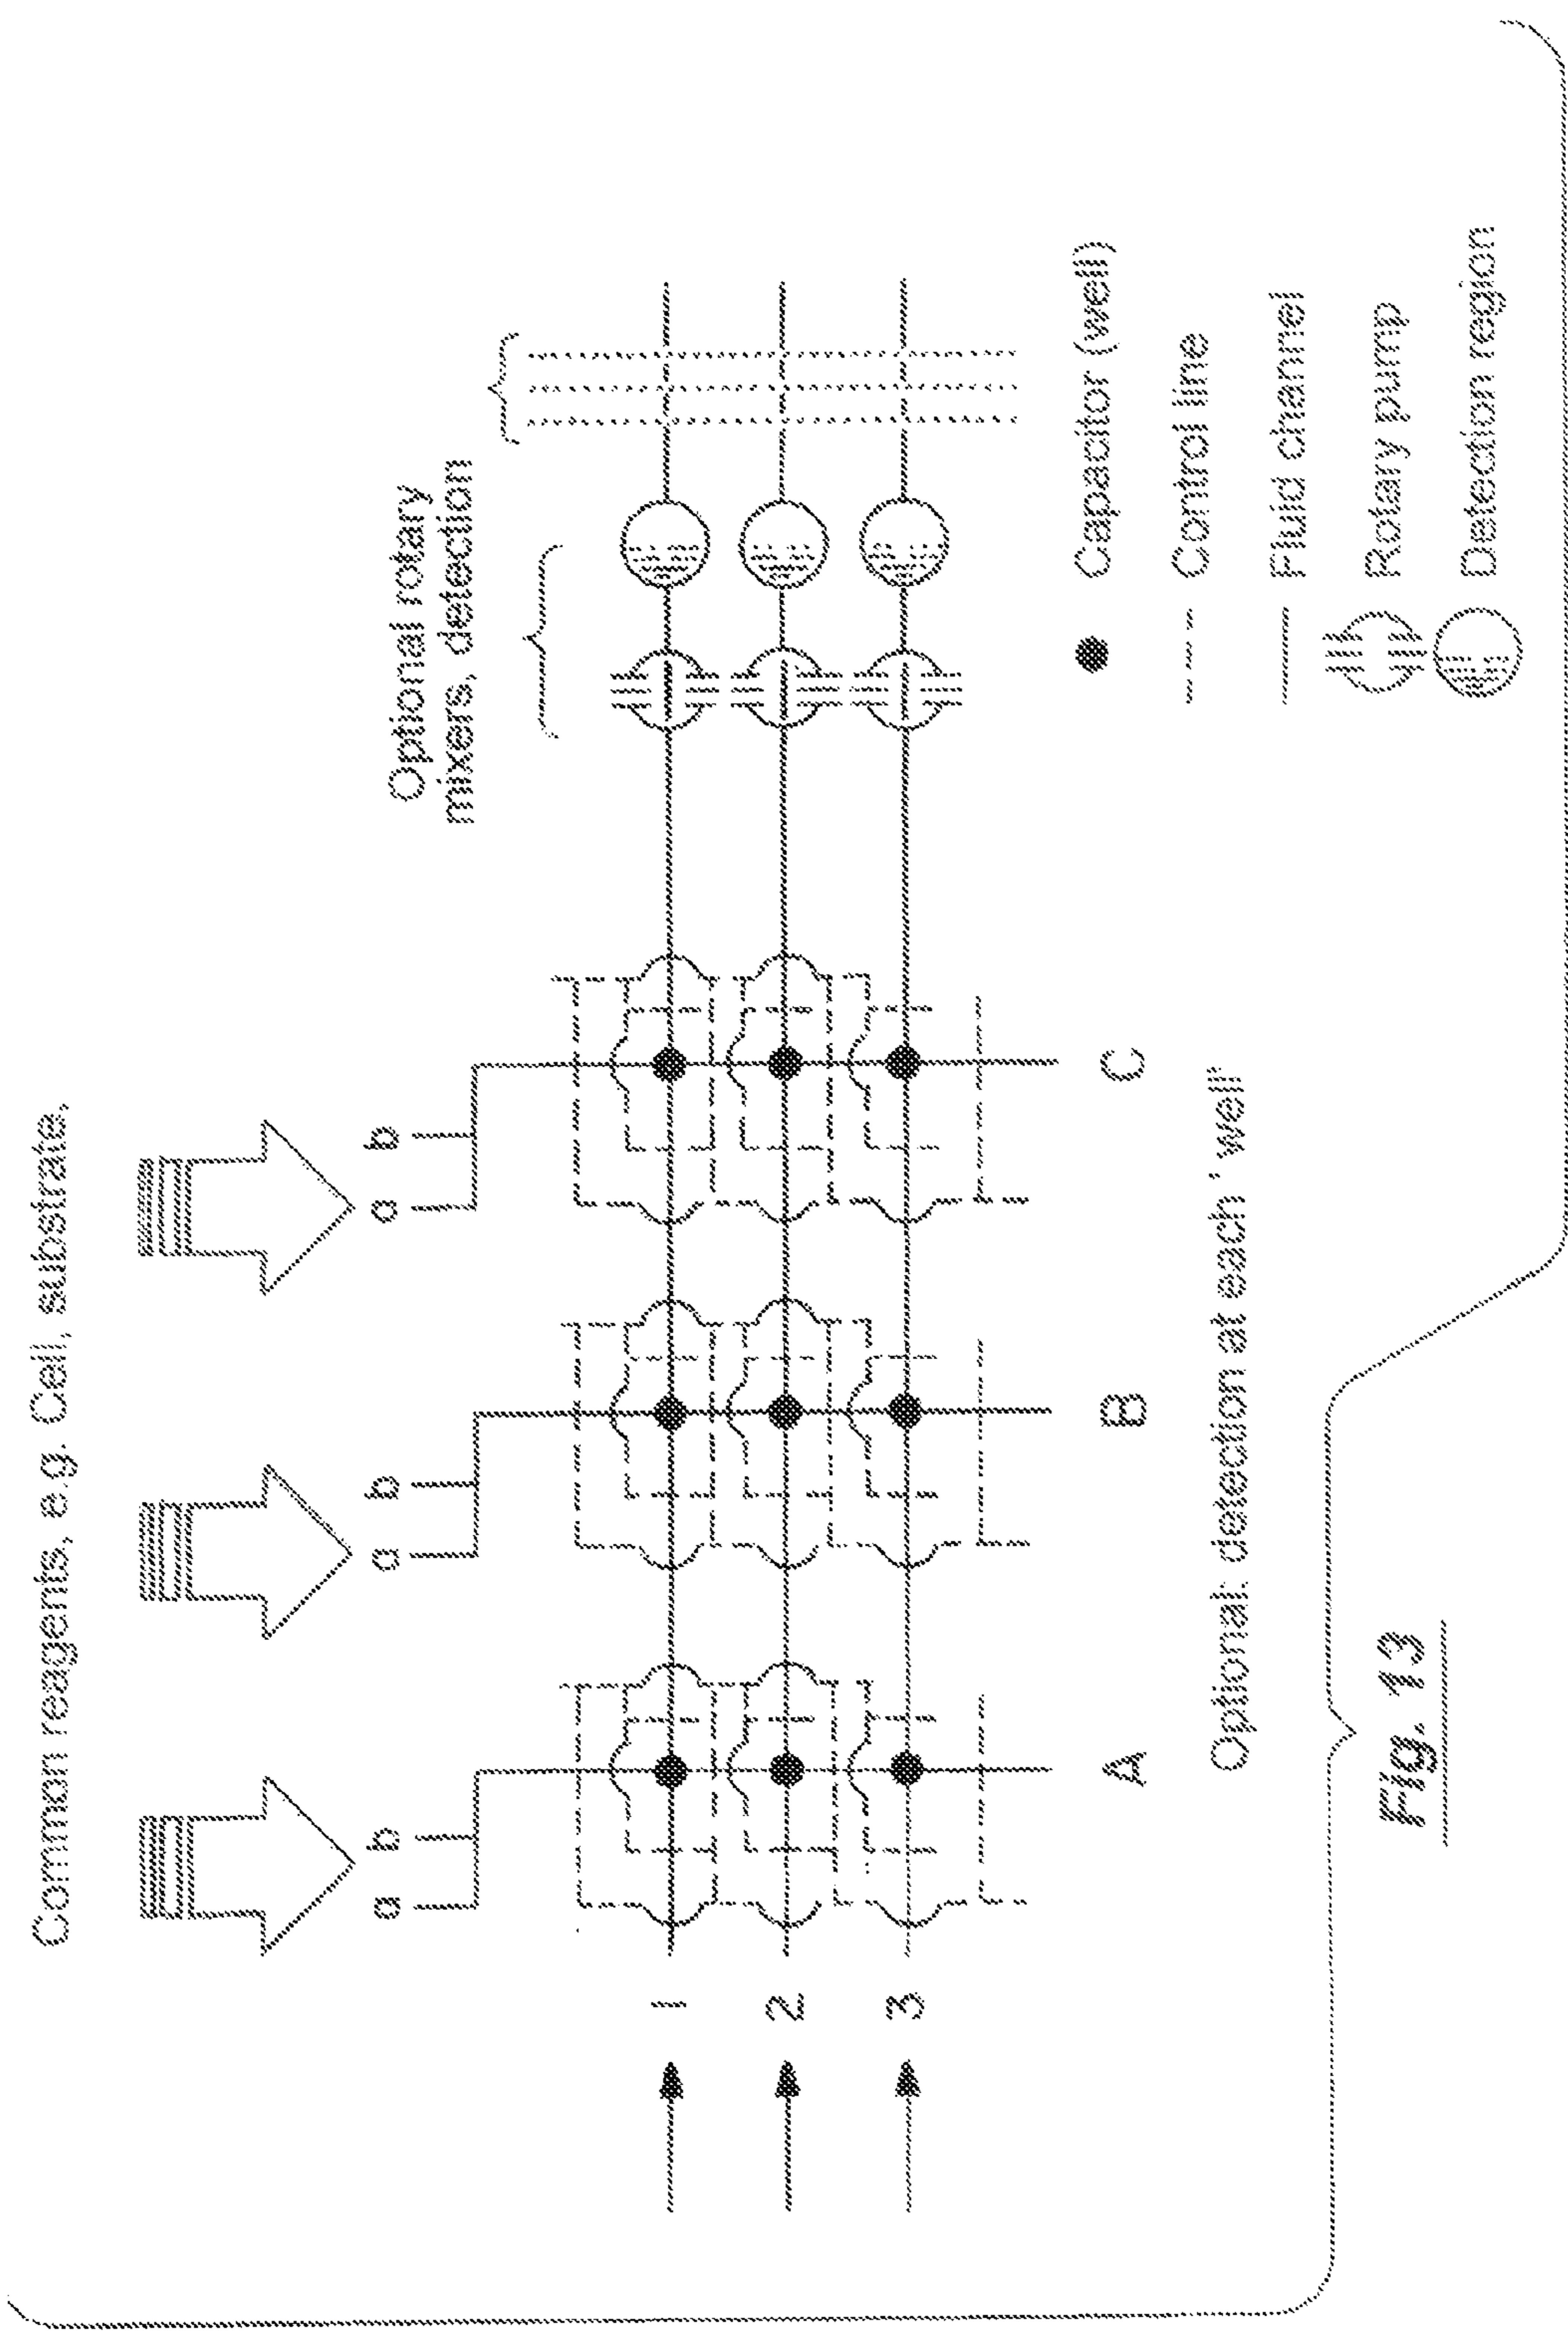 Common reagents, e.g. Cell, substrate,
a b
a b
a b
Optional rotary
mixers, detection
1
2
3
A
B
C
Capacitor (well)
Control line
Fluid channel
Rotary pump
Detection region
Optional: detection at each ' well'
Fig. 13